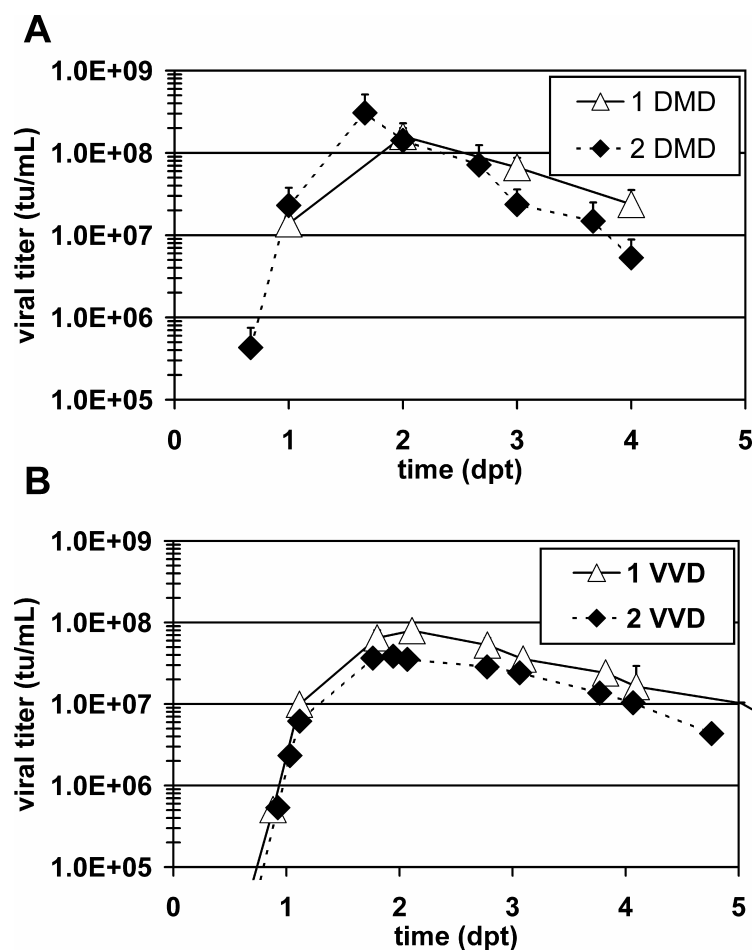 A
1.0E+09
1.0E+08
1.0E+07
1.0E+06
1.0E+05
viral titer (tu/mL)
1 DMD
2 DMD
0 1 2 3 4 5
time (dpt)
B
1.0E+09
1.0E+08
1.0E+07
1.0E+06
1.0E+05
viral titer (tu/mL)
1 VVD
2 VVD
0 1 2 3 4 5
time (dpt)